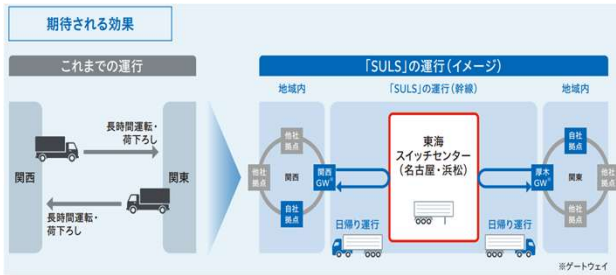 期待される効果
これまでの運行
関西
長時間運転・
荷下ろし
長時間運転・
荷下ろし
関東
「SULS」の運行（イメージ）
地域内
「SULS」の運行（幹線）
地域内
他社
拠点
他社
拠点
関西
自社
拠点
関西
GW※
東海
スイッチセンター
（名古屋・浜松）
日帰り運行
日帰り運行
厚木
GW※
自社
拠点
関東
他社
拠点
他社
拠点
※ゲートウェイ